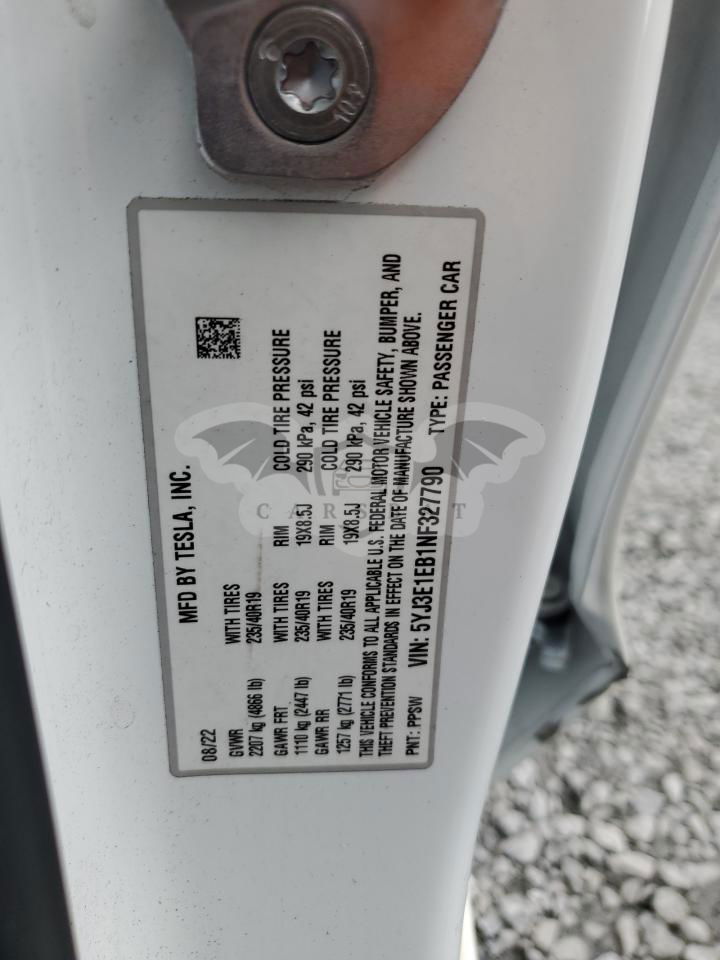 10.9
MFD BY TESLA, INC.
08/22
GVWR WITH TIRES RIM COLD TIRE PRESSURE
2207 kg (4866 lb) 235/40R19 19X8.5J 290 kPa, 42 psi
GAWR FRT WITH TIRES RIM COLD TIRE PRESSURE
1110 kg (2447 lb) 235/40R19 19X8.5J 290 kPa, 42 psi
GAWR RR
1257 kg (2771 lb) 235/40R19
THIS VEHICLE CONFORMS TO ALL APPLICABLE U.S. FEDERAL MOTOR VEHICLE SAFETY, BUMPER, AND
THEFT PREVENTION STANDARDS IN EFFECT ON THE DATE OF MANUFACTURE SHOWN ABOVE.
PNT: PPSW VIN: 5YJ3E1EB1NF327790 TYPE: PASSENGER CAR